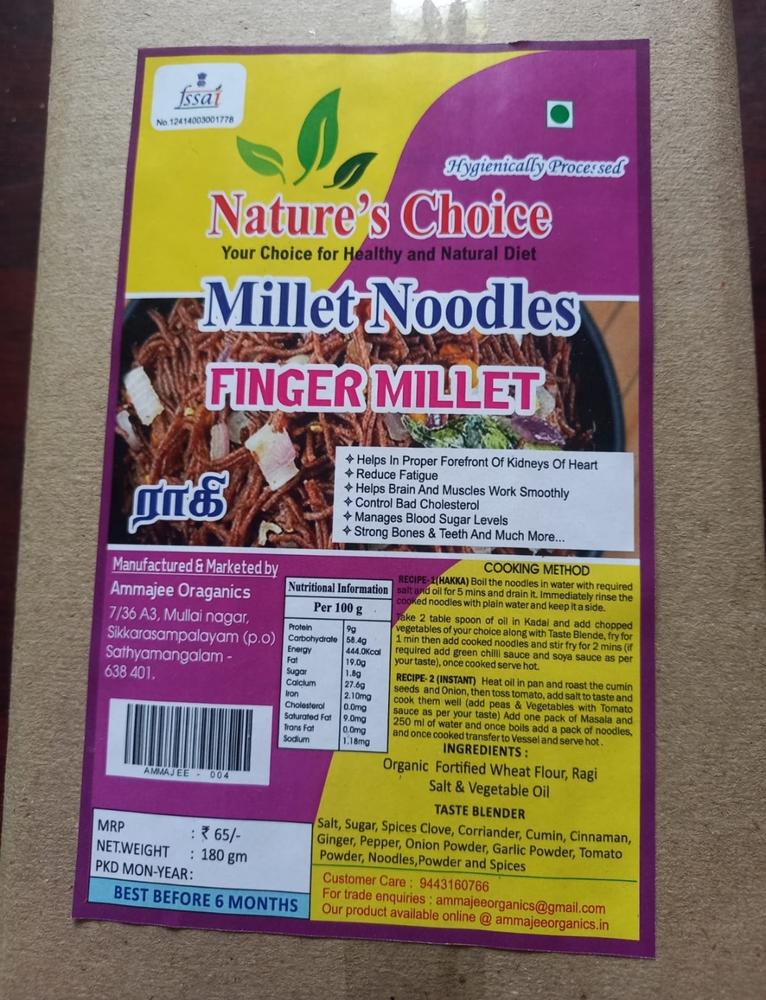 fssai
No.12414003001778
Hygienically Processed
Nature's Choice
Your Choice for Healthy and Natural Diet
Millet Noodles
FINGER MILLET
ராகி
Helps In Proper Forefront Of Kidneys Of Heart
Reduce Fatigue
Helps Brain And Muscles Work Smoothly
Control Bad Cholesterol
Manages Blood Sugar Levels
Strong Bones & Teeth And Much More...
Manufactured & Marketed by
Ammajee Oraganics
7/36 A3, Mullai nagar,
Sikkarasampalayam (p.o)
Sathyamangalam -
638 401.
AMMAJEE - 004
Nutritional Information
Per 100 g
Protein 9g
Carbohydrate 58.4g
Energy 444.0Kcal
Fat 19.0g
Sugar 1.8g
Calcium 27.6g
Iron 2.10mg
Cholesterol 0.0mg
Saturated Fat 9.0mg
Trans Fat 0.0mg
Sodium 1.18mg
COOKING METHOD
RECIPE-1(HAKKA) Boil the noodles in water with required
salt and oil for 5 mins and drain it. Immediately rinse the
cooked noodles with plain water and keep it a side.
Take 2 table spoon of oil in Kadai and add chopped
vegetables of your choice along with Taste Blende, fry for
1 min then add cooked noodles and stir fry for 2 mins (if
required add green chilli sauce and soya sauce as per
your taste), once cooked serve hot.
RECIPE- 2 (INSTANT) Heat oil in pan and roast the cumin
seeds and Onion, then toss tomato, add salt to taste and
cook them well (add peas & Vegetables with Tomato
sauce as per your taste) Add one pack of Masala and
250 ml of water and once boils add a pack of noodles,
and once cooked transfer to Vessel and serve hot.
INGREDIENTS :
Organic Fortified Wheat Flour, Ragi
Salt & Vegetable Oil
TASTE BLENDER
Salt, Sugar, Spices Clove, Corriander, Cumin, Cinnaman,
Ginger, Pepper, Onion Powder, Garlic Powder, Tomato
Powder, Noodles,Powder and Spices
MRP : ₹ 65/-
NET.WEIGHT : 180 gm
PKD MON-YEAR:
BEST BEFORE 6 MONTHS
Customer Care : 9443160766
For trade enquiries : ammajeeorganics@gmail.com
Our product available online @ ammajeeorganics.in